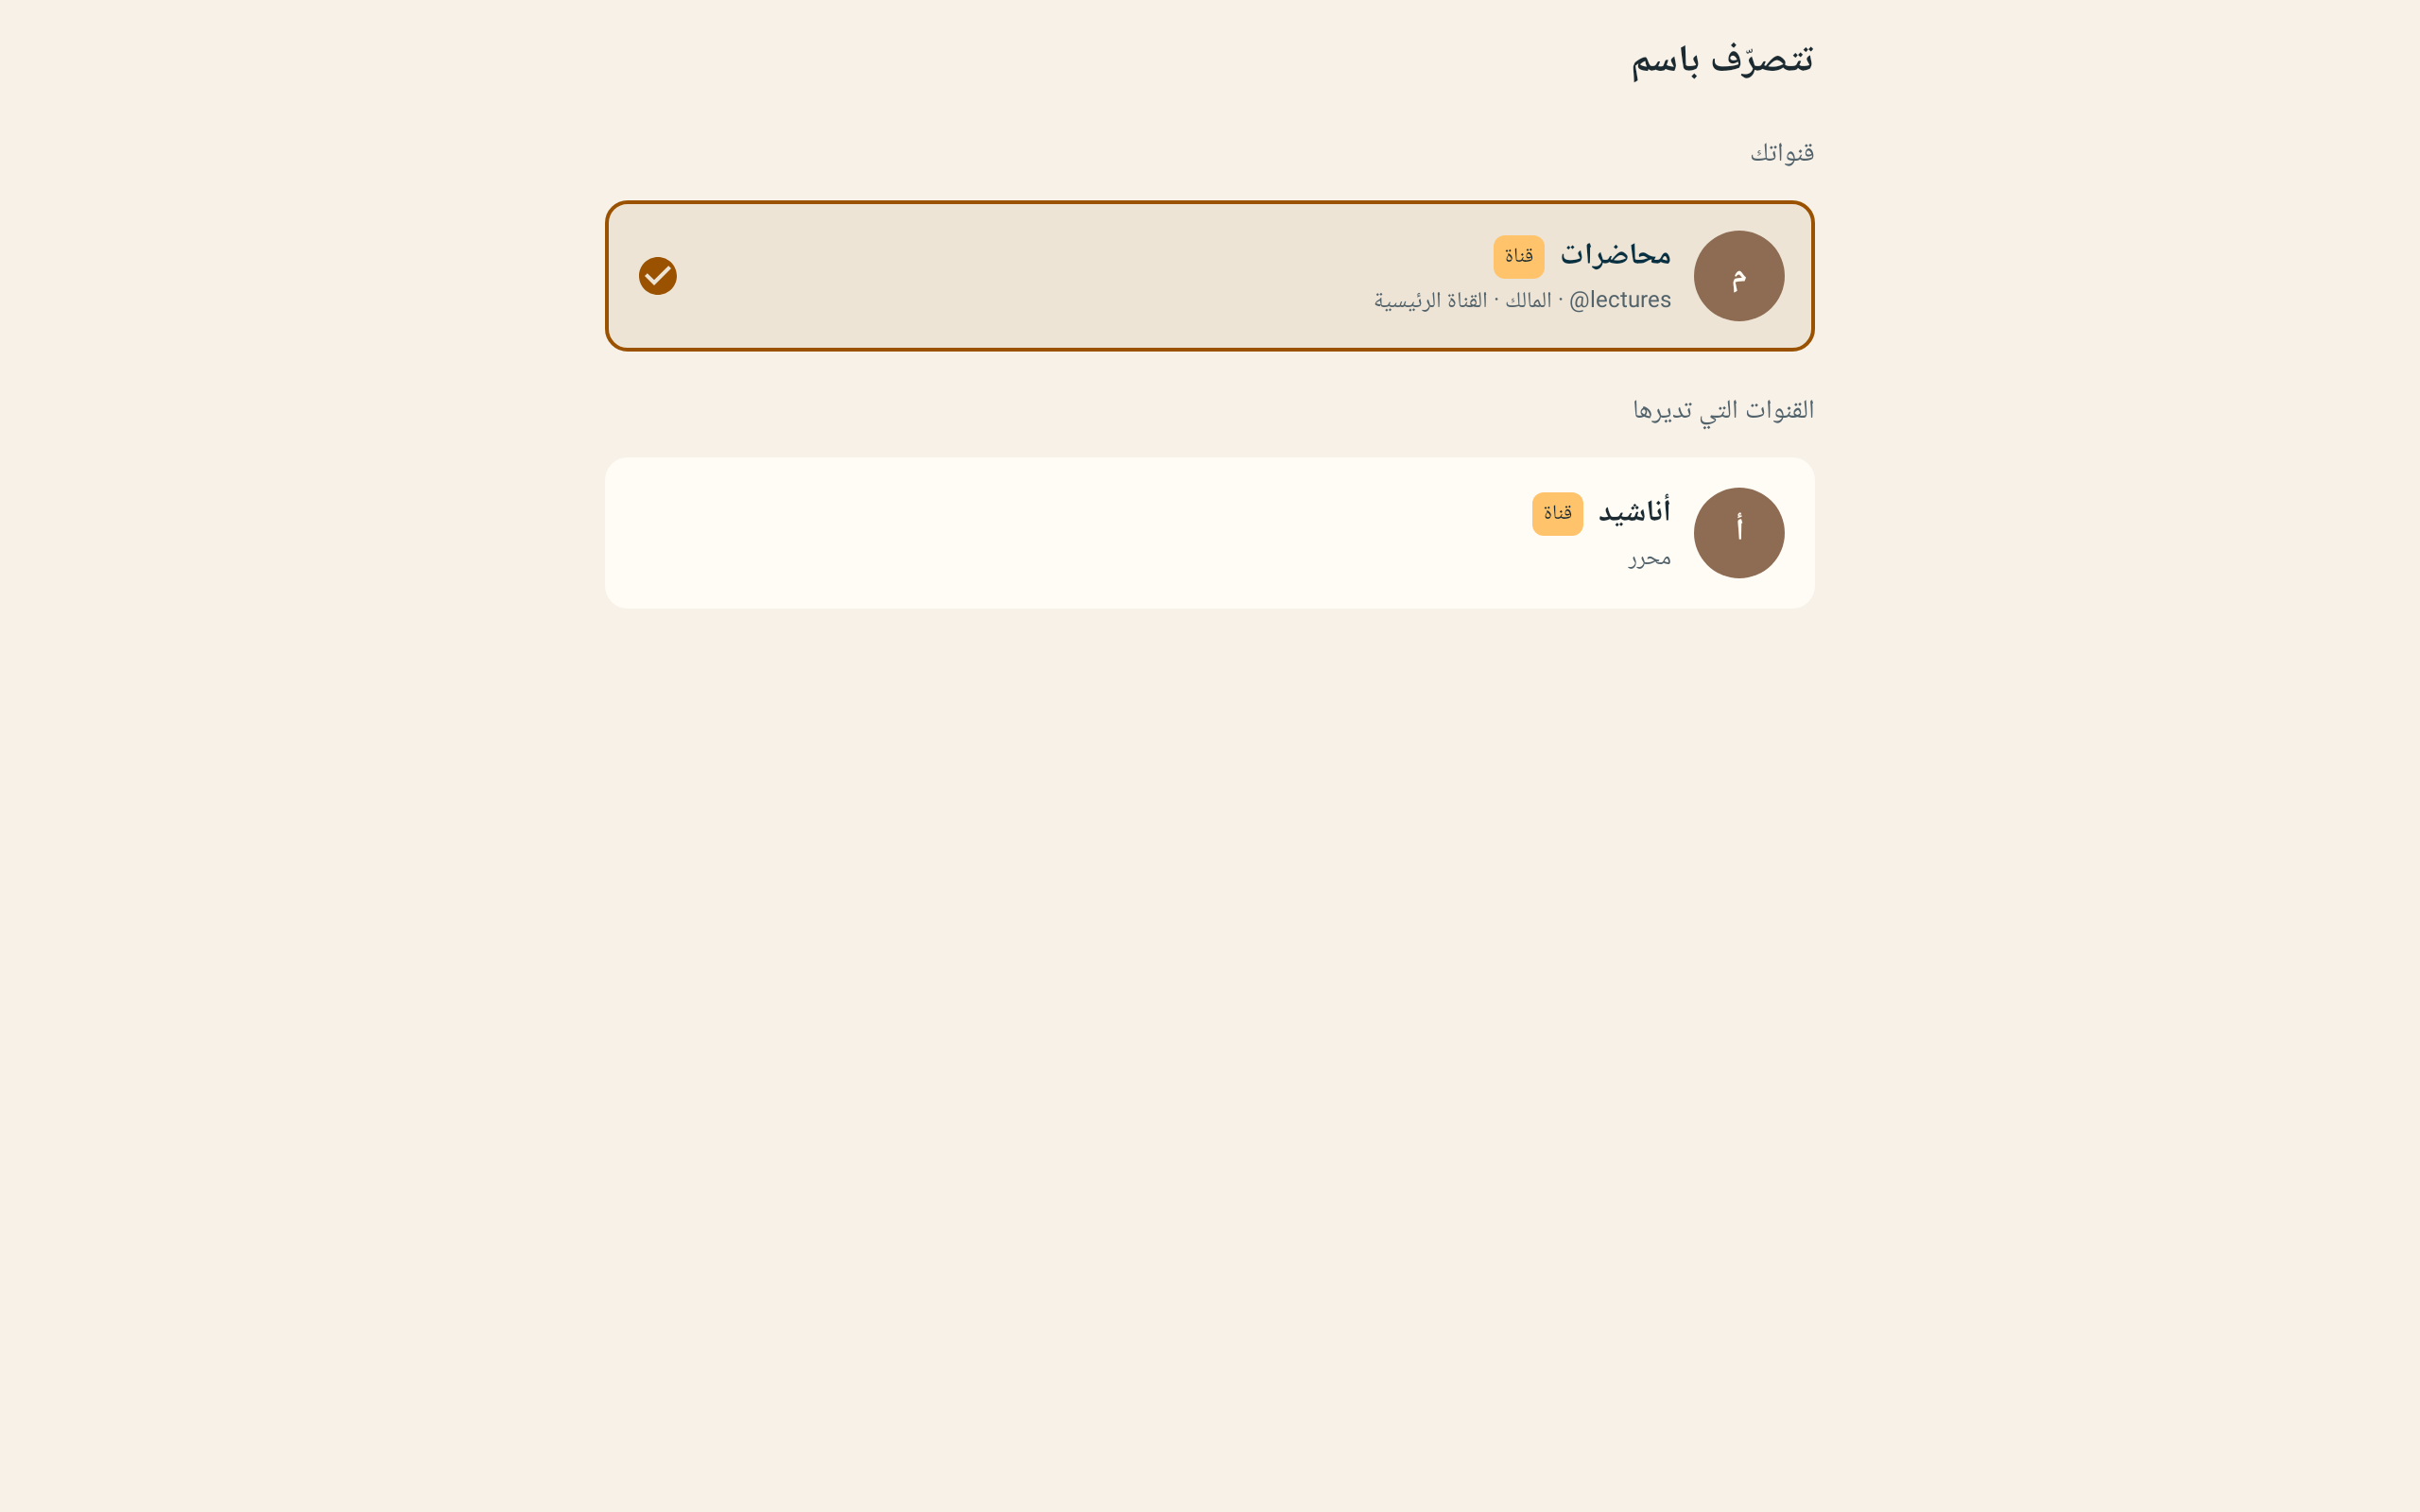 تتصرّف باسم
قنواتك
م
محاضرات قناة
@lectures · المالك · القناة الرئيسية
القنوات التي تديرها
أ
أناشيد قناة
محرر